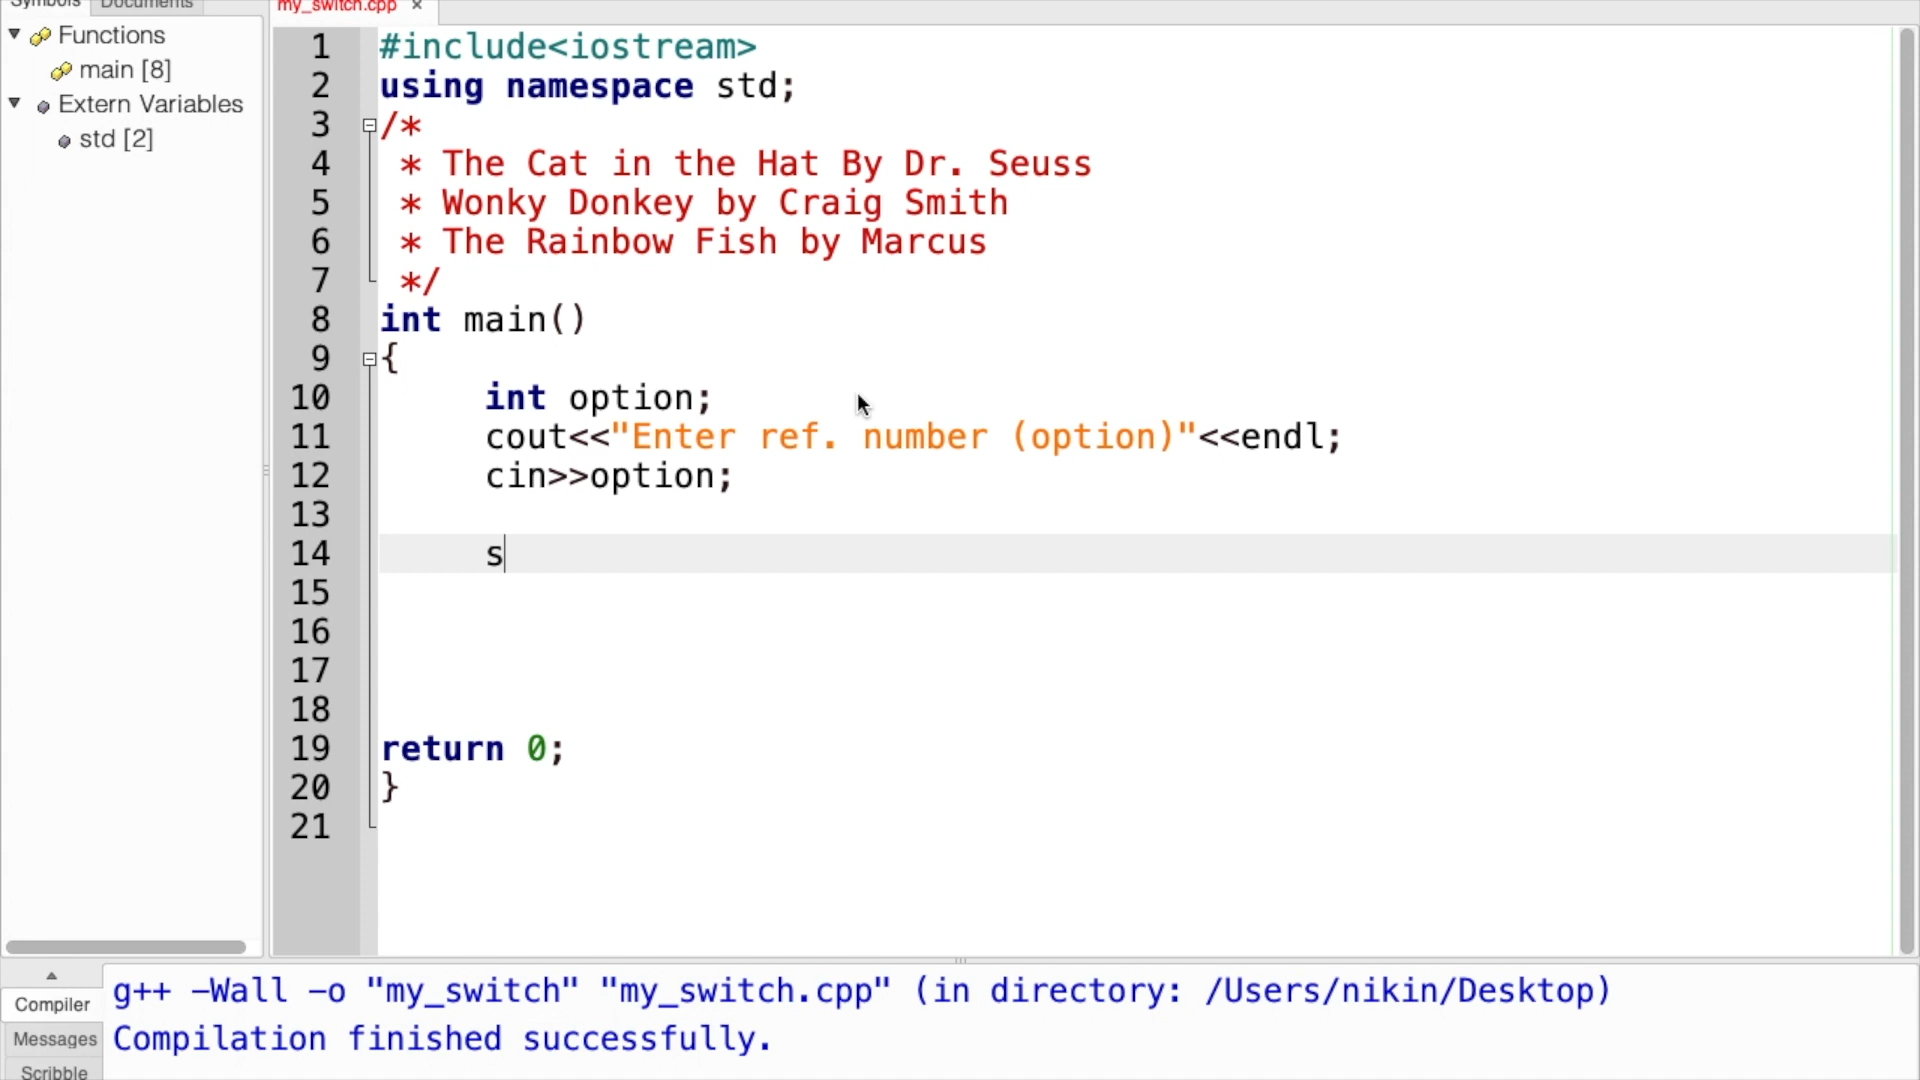 Symbols Documents
my_switch.cpp ×
Functions
main [8]
Extern Variables
std [2]
1 #include<iostream>
2 using namespace std;
3 /*
4 * The Cat in the Hat By Dr. Seuss
5 * Wonky Donkey by Craig Smith
6 * The Rainbow Fish by Marcus
7 */
8 int main()
9 {
10 int option;
11 cout<<"Enter ref. number (option)"<<endl;
12 cin>>option;
13
14 s
15
16
17
18
19 return 0;
20 }
21
Compiler
Messages
Scribble
g++ -Wall -o "my_switch" "my_switch.cpp" (in directory: /Users/nikin/Desktop)
Compilation finished successfully.